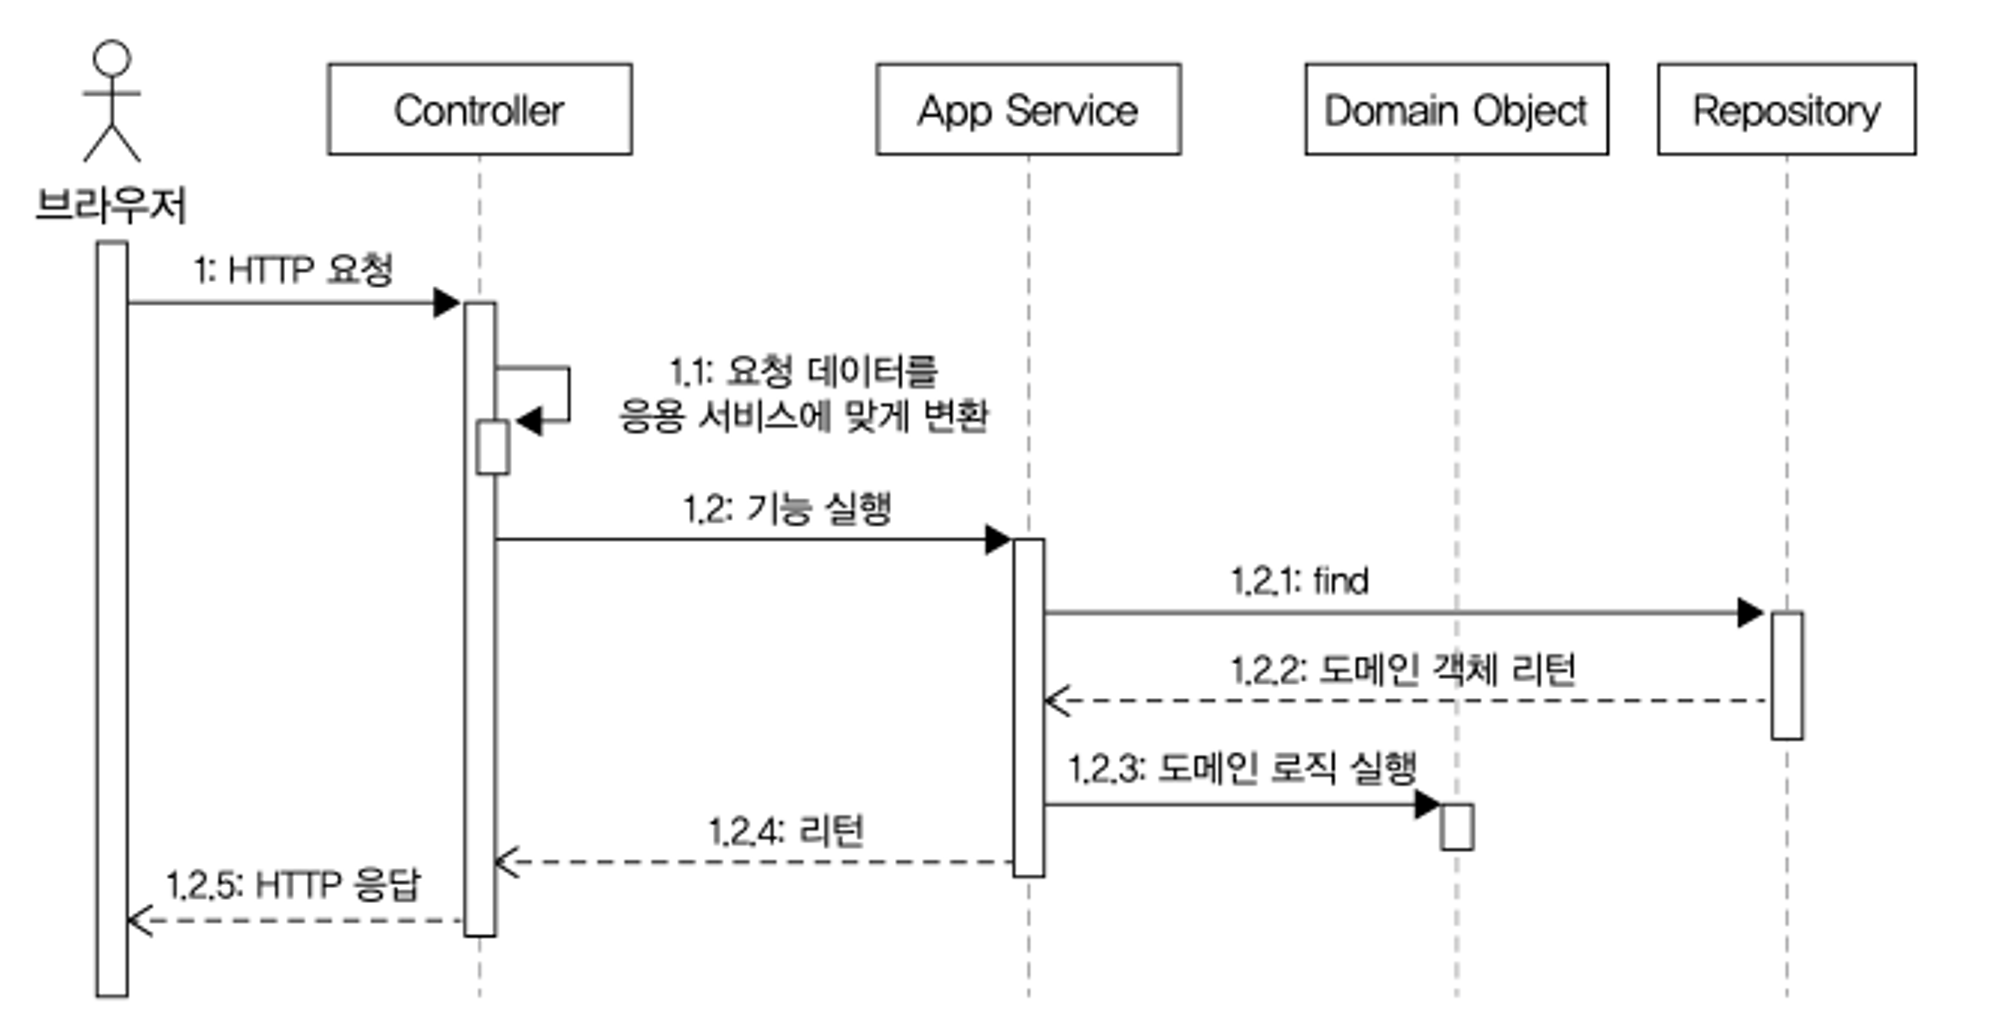 Controller
App Service
Domain Object
Repository
브라우저
1: HTTP 요청
1.1: 요청 데이터를
응용 서비스에 맞게 변환
1.2: 기능 실행
1.2.1: find
1.2.2: 도메인 객체 리턴
1.2.3: 도메인 로직 실행
1.2.4: 리턴
1.2.5: HTTP 응답